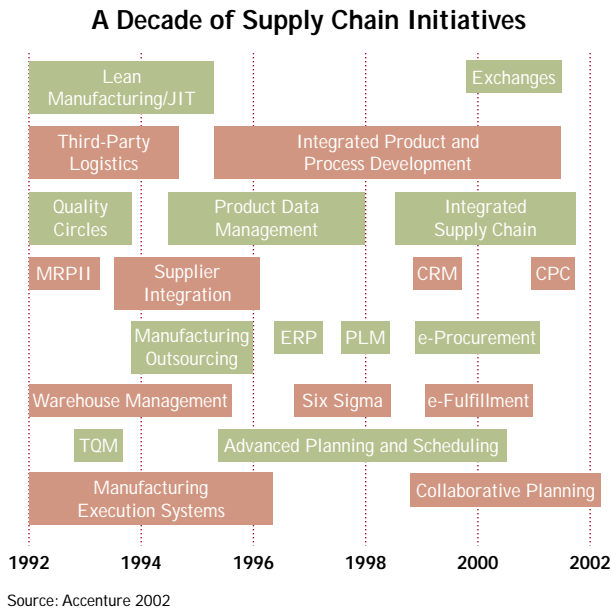 A Decade of Supply Chain Initiatives
Lean
Manufacturing/JIT
Exchanges
Third-Party
Logistics
Integrated Product and
Process Development
Quality
Circles
Product Data
Management
Integrated
Supply Chain
MRPII
Supplier
Integration
CRM
CPC
Manufacturing
Outsourcing
ERP
PLM
e-Procurement
Warehouse Management
Six Sigma
e-Fulfillment
TQM
Advanced Planning and Scheduling
Manufacturing
Execution Systems
Collaborative Planning
1992
1994
1996
1998
2000
2002
Source: Accenture 2002